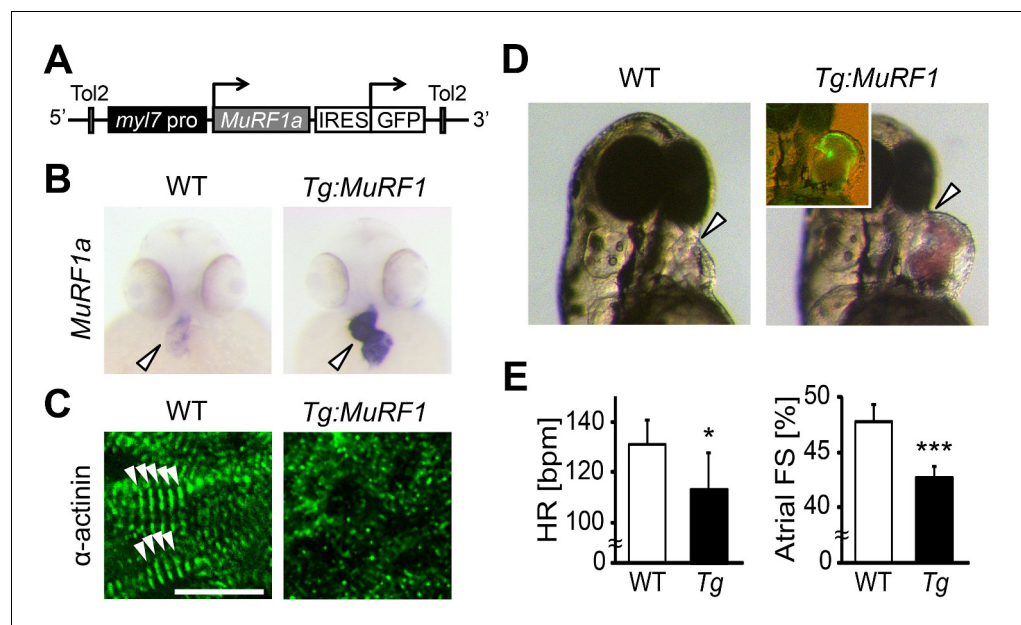 A
Tol2 Tol2
5' myl7 pro MuRF1a IRES GFP 3'
B
WT Tg:MuRF1
MuRF1a
C
WT Tg:MuRF1
α-actinin
D
WT Tg:MuRF1
E
HR [bpm]
140
120
100
0
≈
*
WT Tg
Atrial FS [%]
50
45
40
0
≈
***
WT Tg